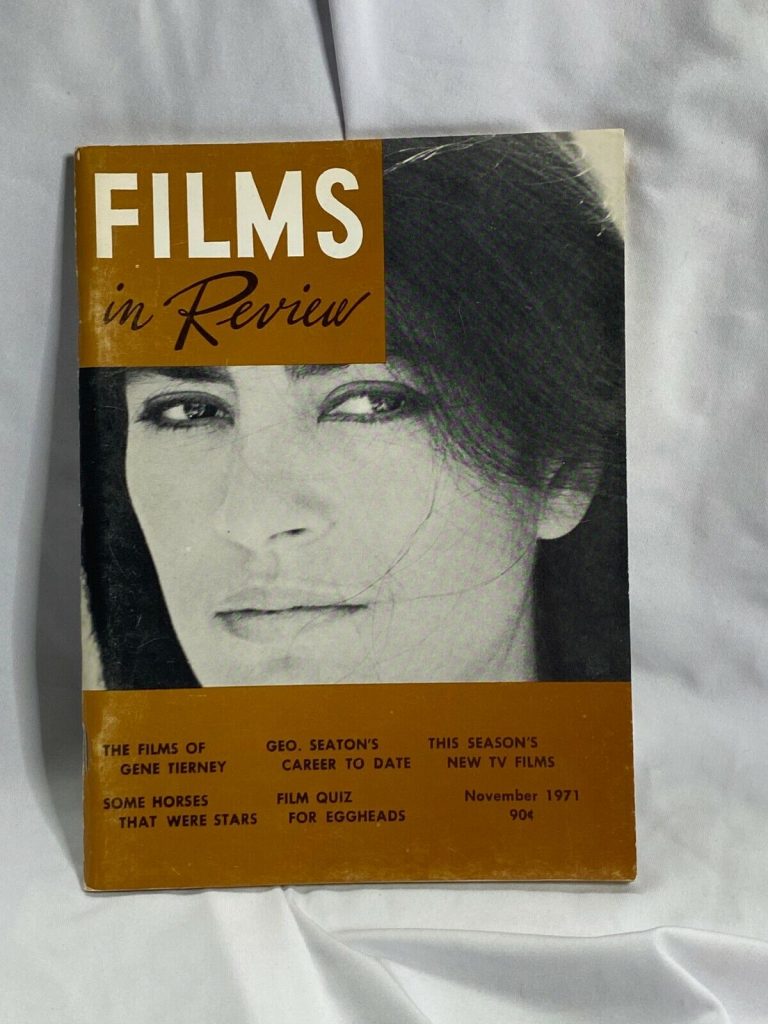 FILMS
in Review
THE FILMS OF
GENE TIERNEY
GEO. SEATON'S
CAREER TO DATE
THIS SEASON'S
NEW TV FILMS
SOME HORSES
THAT WERE STARS
FILM QUIZ
FOR EGGHEADS
November 1971
90¢